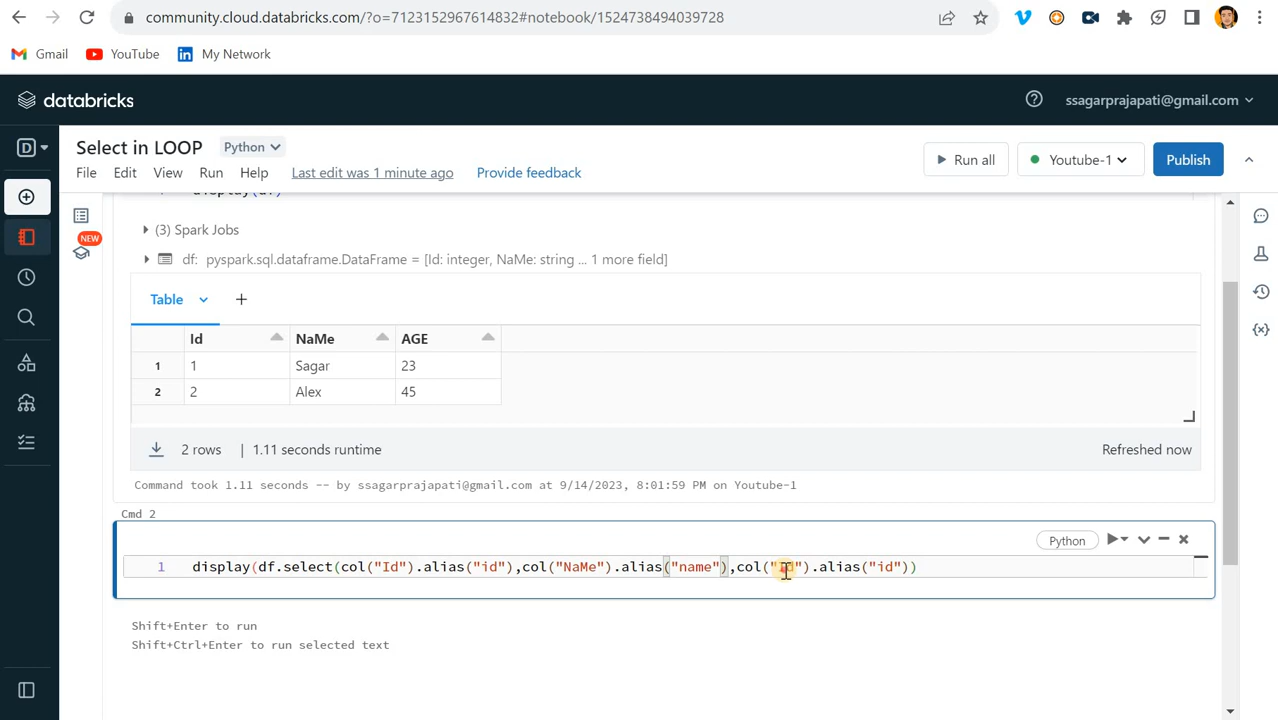 community.cloud.databricks.com/?o=7123152967614832#notebook/1524738494039728
Gmail YouTube My Network
databricks
ssagarprajapati@gmail.com
D
Select in LOOP Python
File Edit View Run Help Last edit was 1 minute ago Provide feedback
Run all Youtube-1 Publish
NEW
(3) Spark Jobs
df: pyspark.sql.dataframe.DataFrame = [Id: integer, NaMe: string ... 1 more field]
Table +
Id NaMe AGE
1 1 Sagar 23
2 2 Alex 45
2 rows | 1.11 seconds runtime Refreshed now
Command took 1.11 seconds -- by ssagarprajapati@gmail.com at 9/14/2023, 8:01:59 PM on Youtube-1
Cmd 2
Python
1 display(df.select(col("Id").alias("id"),col("NaMe").alias("name"),col("Id").alias("id"))
Shift+Enter to run
Shift+Ctrl+Enter to run selected text